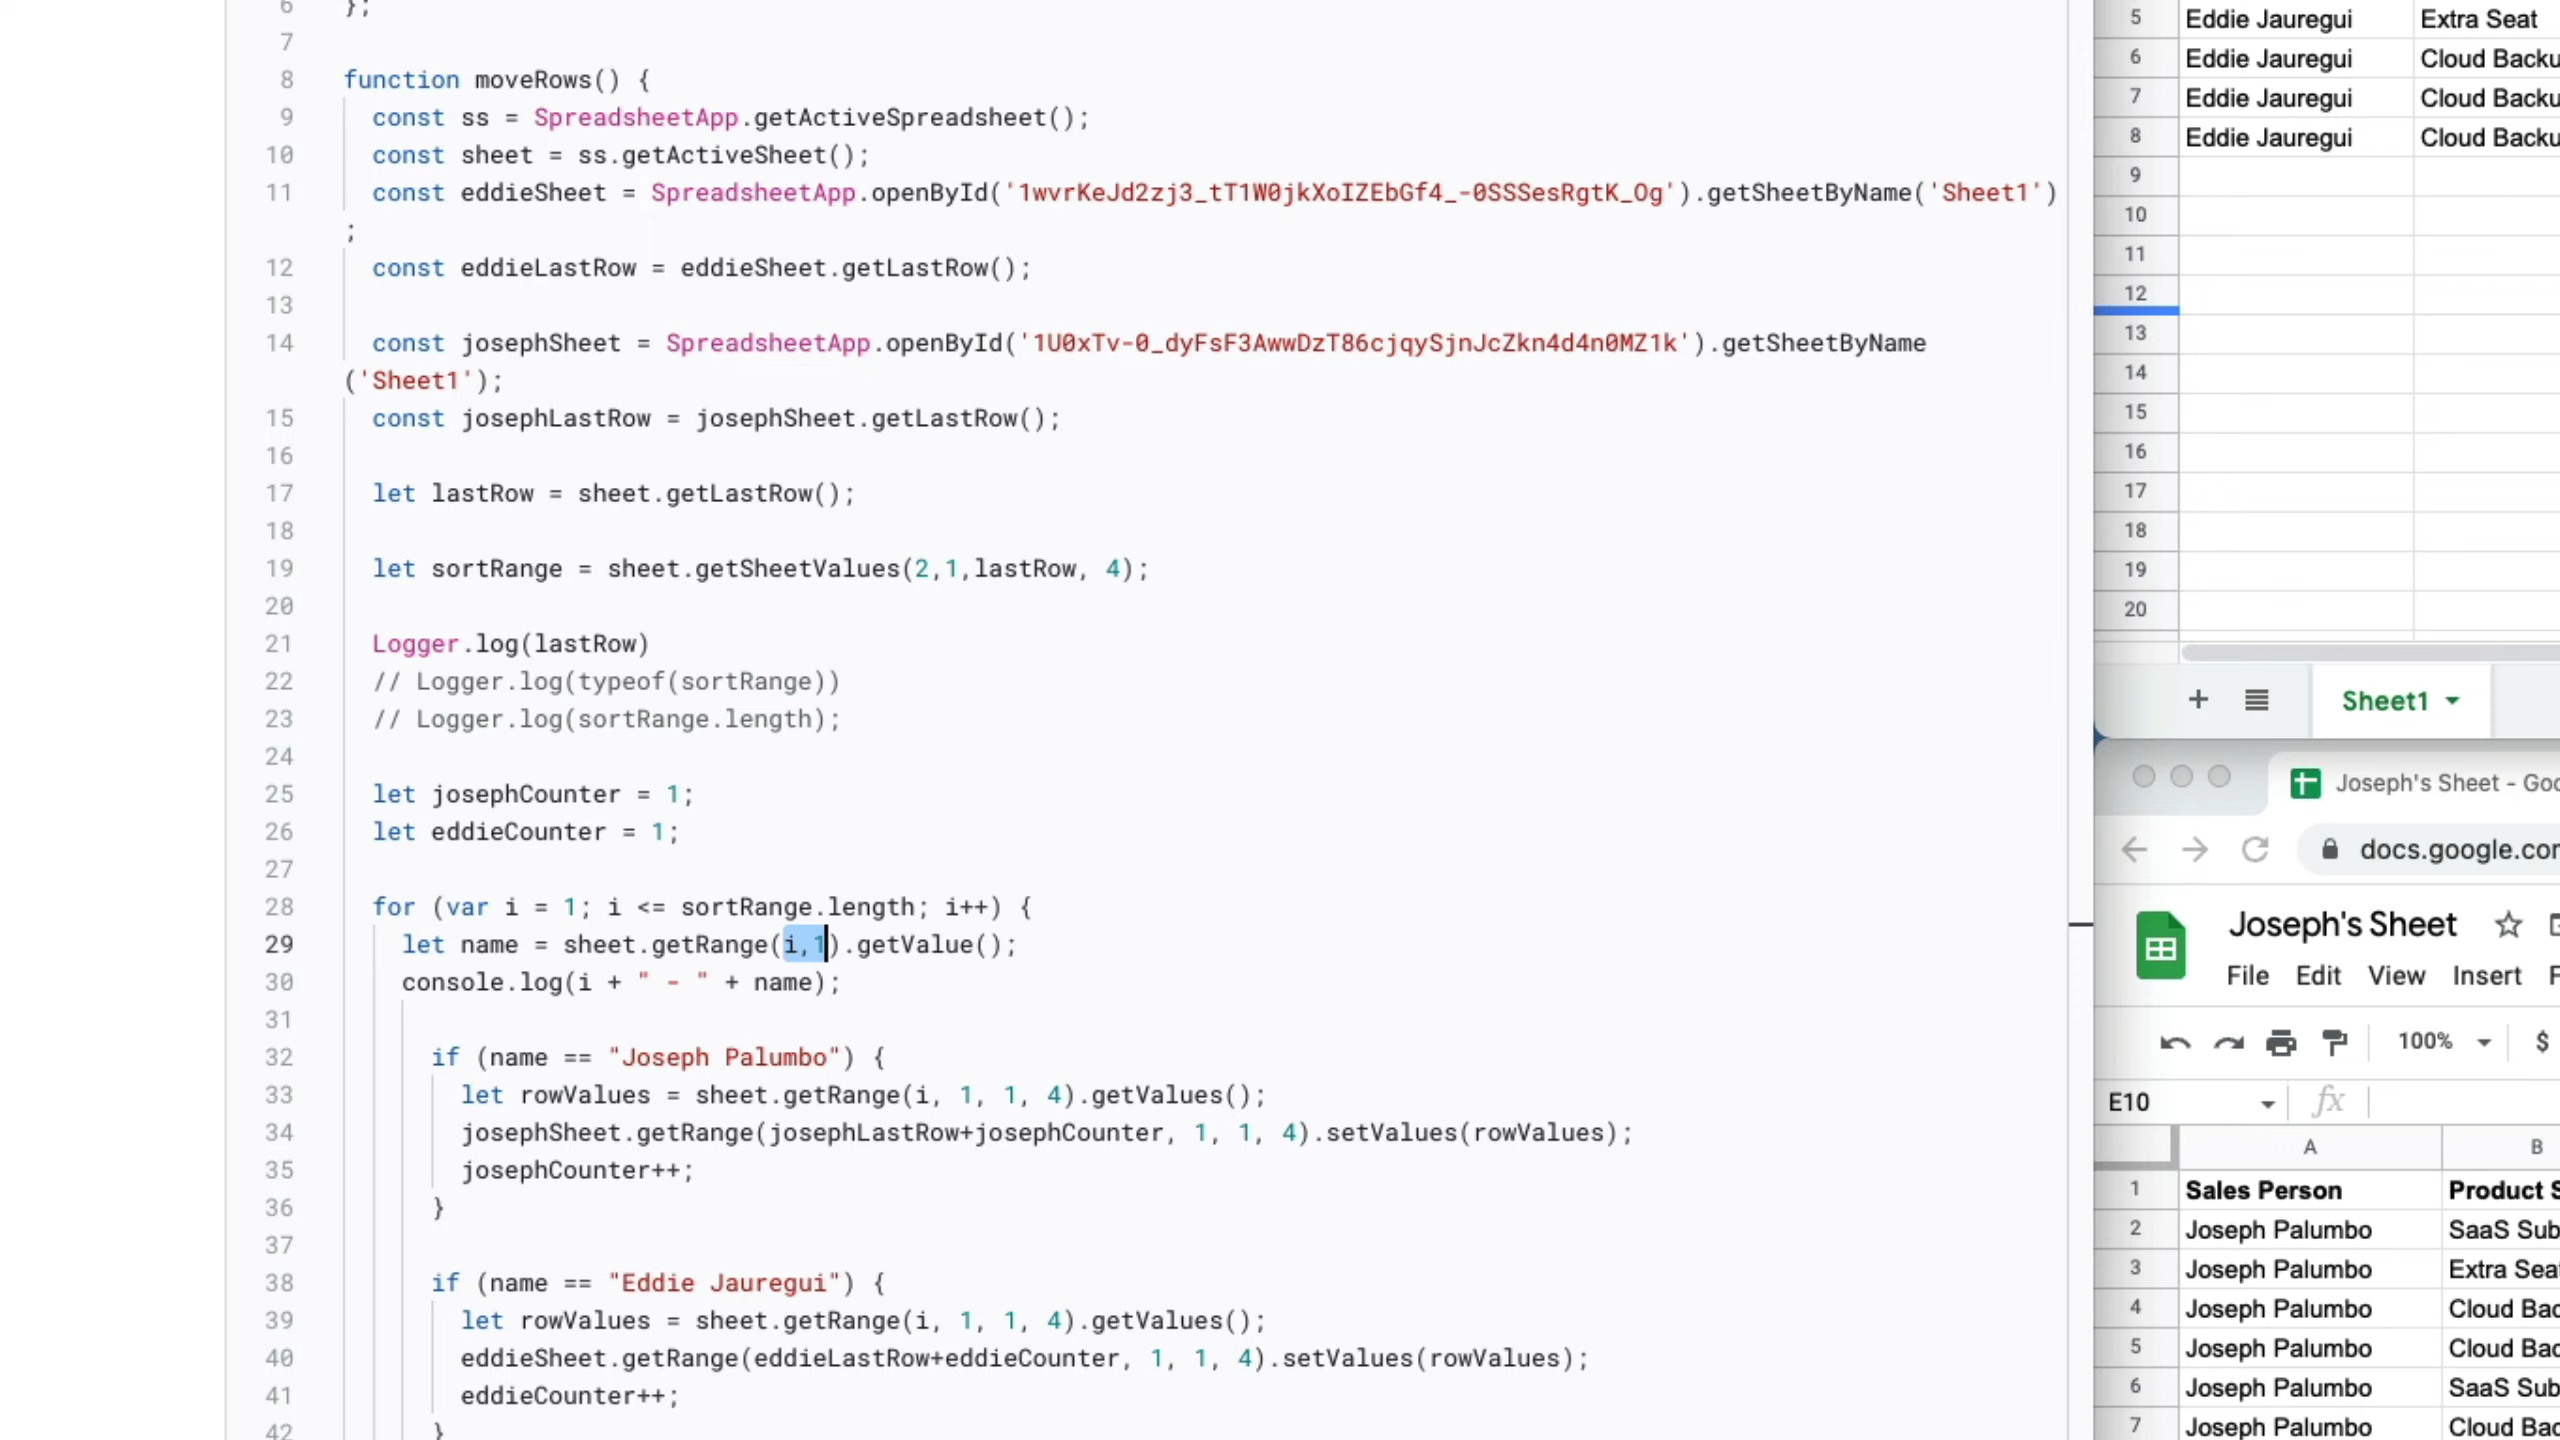 6 };
7
8 function moveRows() {
9 const ss = SpreadsheetApp.getActiveSpreadsheet();
10 const sheet = ss.getActiveSheet();
11 const eddieSheet = SpreadsheetApp.openById('1wvrKeJd2zj3_tT1W0jkXoIZEbGf4_-0SSSesRgtK_Og').getSheetByName('Sheet1')
;
12 const eddieLastRow = eddieSheet.getLastRow();
13
14 const josephSheet = SpreadsheetApp.openById('1U0xTv-0_dyFsF3AwwDzT86cjqySjnJcZkn4d4n0MZ1k').getSheetByName
('Sheet1');
15 const josephLastRow = josephSheet.getLastRow();
16
17 let lastRow = sheet.getLastRow();
18
19 let sortRange = sheet.getSheetValues(2,1,lastRow, 4);
20
21 Logger.log(lastRow)
22 // Logger.log(typeof(sortRange))
23 // Logger.log(sortRange.length);
24
25 let josephCounter = 1;
26 let eddieCounter = 1;
27
28 for (var i = 1; i <= sortRange.length; i++) {
29 let name = sheet.getRange(i,1).getValue();
30 console.log(i + " - " + name);
31
32 if (name == "Joseph Palumbo") {
33 let rowValues = sheet.getRange(i, 1, 1, 4).getValues();
34 josephSheet.getRange(josephLastRow+josephCounter, 1, 1, 4).setValues(rowValues);
35 josephCounter++;
36 }
37
38 if (name == "Eddie Jauregui") {
39 let rowValues = sheet.getRange(i, 1, 1, 4).getValues();
40 eddieSheet.getRange(eddieLastRow+eddieCounter, 1, 1, 4).setValues(rowValues);
41 eddieCounter++;
42 }
5 Eddie Jauregui Extra Seat
6 Eddie Jauregui Cloud Backu
7 Eddie Jauregui Cloud Backu
8 Eddie Jauregui Cloud Backu
9
10
11
12
13
14
15
16
17
18
19
20
+ Sheet1
Joseph's Sheet - Goo
docs.google.com
Joseph's Sheet
File Edit View Insert F
100% $
E10 fx
A B
1 Sales Person Product S
2 Joseph Palumbo SaaS Sub
3 Joseph Palumbo Extra Seat
4 Joseph Palumbo Cloud Bac
5 Joseph Palumbo Cloud Bac
6 Joseph Palumbo SaaS Sub
7 Joseph Palumbo Cloud Bac